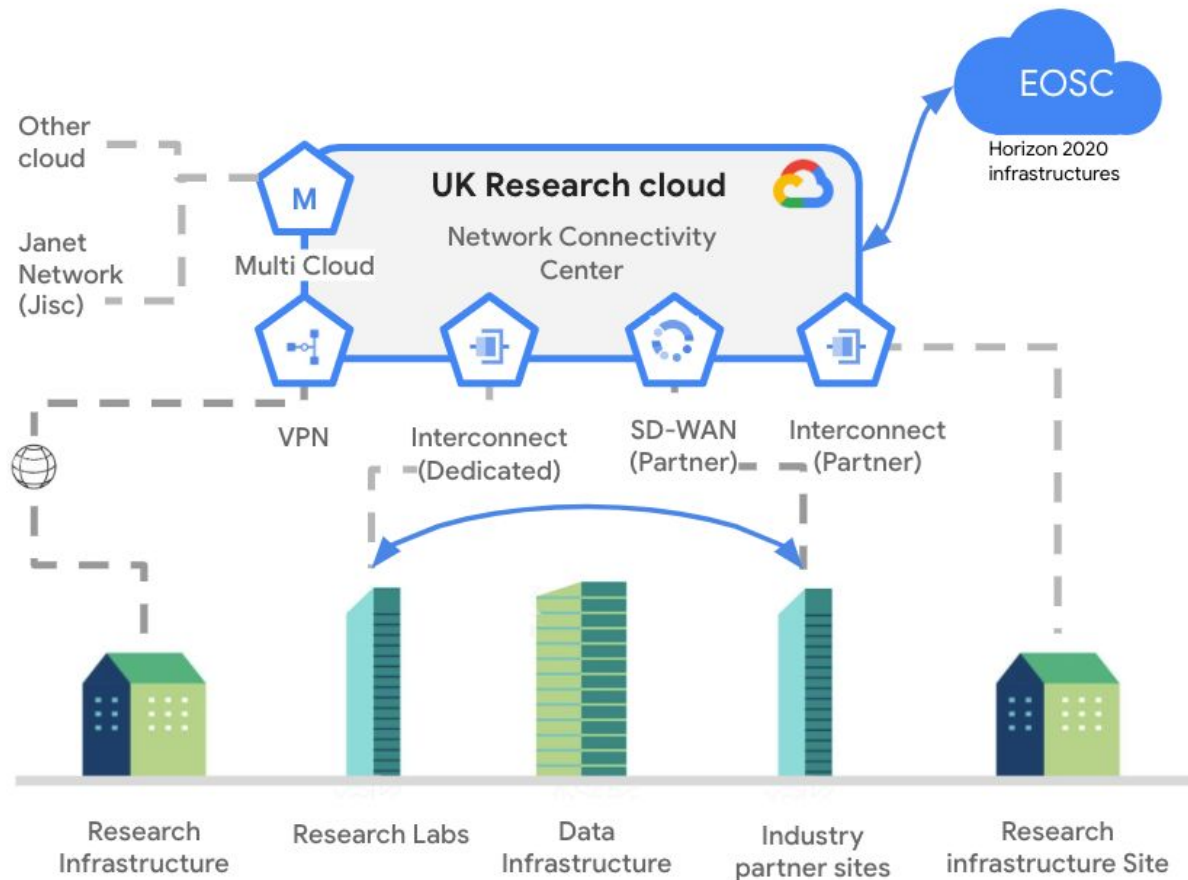 EOSC
Horizon 2020
infrastructures
Other
cloud
Janet
Network
(Jisc)
M
Multi Cloud
UK Research cloud
Network Connectivity
Center
VPN
Interconnect
(Dedicated)
SD-WAN
(Partner)
Interconnect
(Partner)
Research
Infrastructure
Research Labs
Data
Infrastructure
Industry
partner sites
Research
infrastructure Site